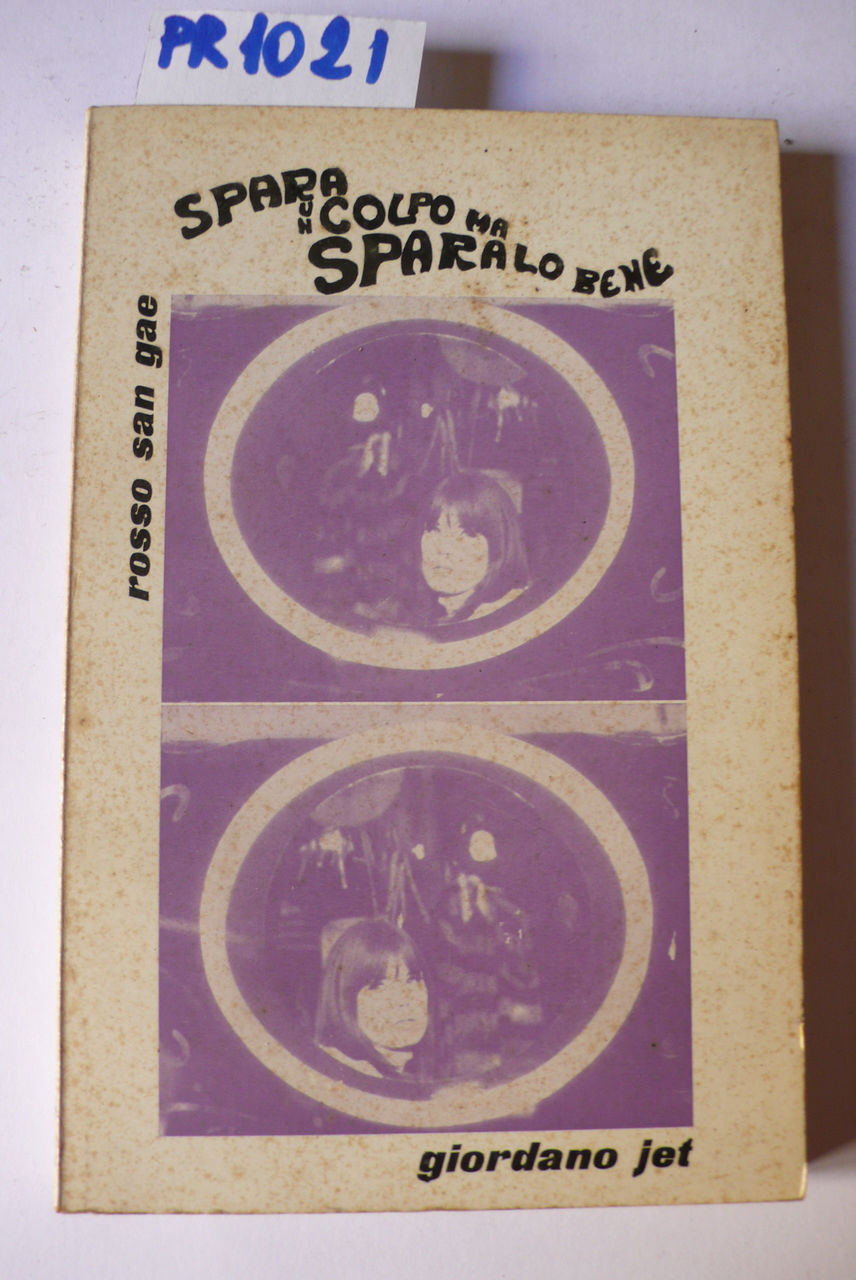 PR1021
SPARA
UN COLPO MA
SPARALO BENE
rosso san gae
giordano jet